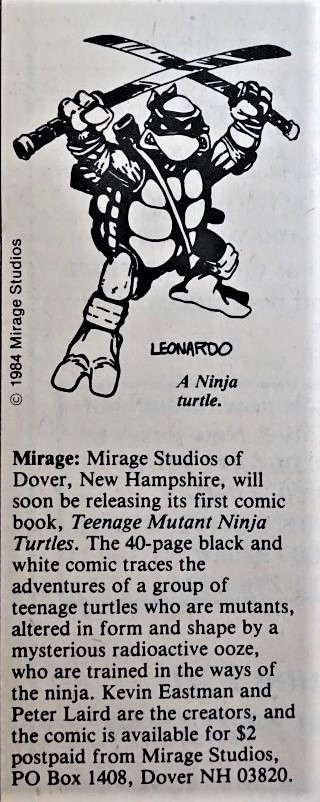 © 1984 Mirage Studios
LEONARDO
A Ninja
turtle.
Mirage: Mirage Studios of
Dover, New Hampshire, will
soon be releasing its first comic
book, Teenage Mutant Ninja
Turtles. The 40-page black and
white comic traces the
adventures of a group of
teenage turtles who are mutants,
altered in form and shape by a
mysterious radioactive ooze,
who are trained in the ways of
the ninja. Kevin Eastman and
Peter Laird are the creators, and
the comic is available for $2
postpaid from Mirage Studios,
PO Box 1408, Dover NH 03820.